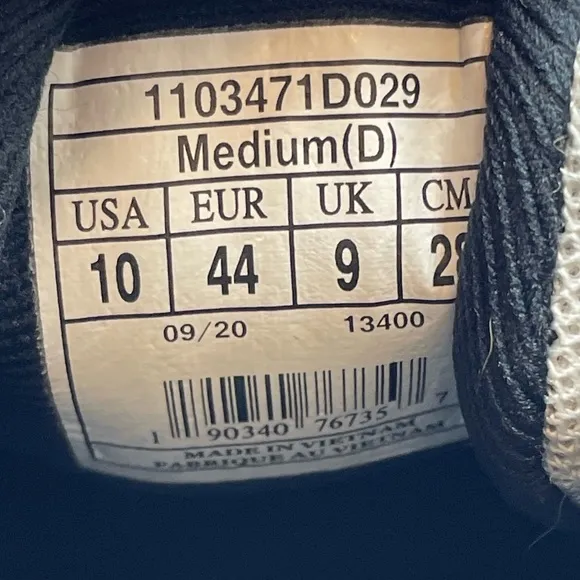 1103471D029
Medium(D)
USA EUR UK CM
10 44 9
09/20 13400
1 90340 76735 7
MADE IN VIETNAM
FABRIQUE AU VIETNAM